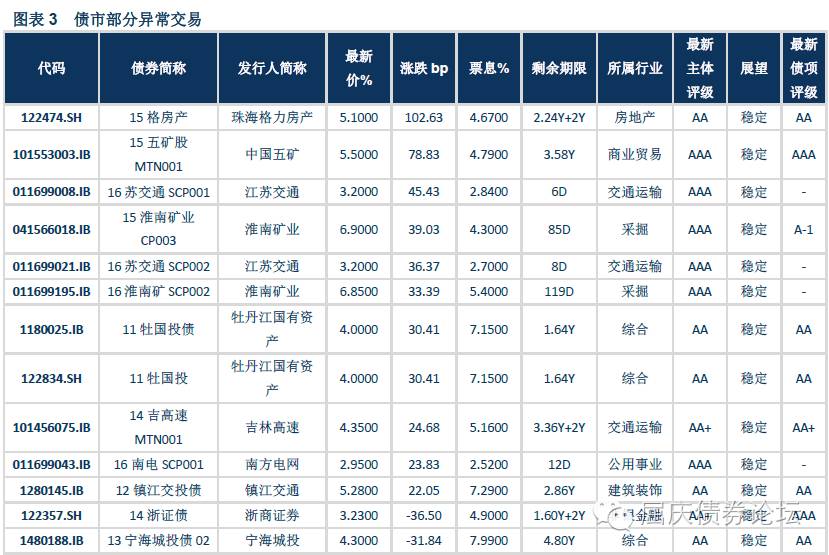 图表 3 债市部分异常交易
代码 债券简称 发行人简称 最新价% 涨跌 bp 票息% 剩余期限 所属行业 最新主体评级 展望 最新债项评级
122474.SH 15 格房产 珠海格力房产 5.1000 102.63 4.6700 2.24Y+2Y 房地产 AA 稳定 AA
101553003.IB 15 五矿股 MTN001 中国五矿 5.5000 78.83 4.7900 3.58Y 商业贸易 AAA 稳定 AAA
011699008.IB 16 苏交通 SCP001 江苏交通 3.2000 45.43 2.8400 6D 交通运输 AAA 稳定 -
041566018.IB 15 淮南矿业 CP003 淮南矿业 6.9000 39.03 4.3000 85D 采掘 AAA 稳定 A-1
011699021.IB 16 苏交通 SCP002 江苏交通 3.2000 36.37 2.7000 8D 交通运输 AAA 稳定 -
011699195.IB 16 淮南矿 SCP002 淮南矿业 6.8500 33.39 5.4000 119D 采掘 AAA 稳定 -
1180025.IB 11 牡国投债 牡丹江国有资产 4.0000 30.41 7.1500 1.64Y 综合 AA 稳定 AA
122834.SH 11 牡国投 牡丹江国有资产 4.0000 30.41 7.1500 1.64Y 综合 AA 稳定 AA
101456075.IB 14 吉高速 MTN001 吉林高速 4.3500 24.68 5.1600 3.36Y+2Y 交通运输 AA+ 稳定 AA+
011699043.IB 16 南电 SCP001 南方电网 2.9500 23.83 2.5200 12D 公用事业 AAA 稳定 -
1280145.IB 12 镇江交投债 镇江交通 5.2800 22.05 7.2900 2.86Y 建筑装饰 AA 稳定 AA
122357.SH 14 浙证债 浙商证券 3.2300 -36.50 4.9000 1.60Y+2Y 金融 稳定
1480188.IB 13 宁海城投债 02 宁海城投 4.3000 -31.84 7.9900 4.80Y 综合 AA 稳定 AA
国庆债券论坛